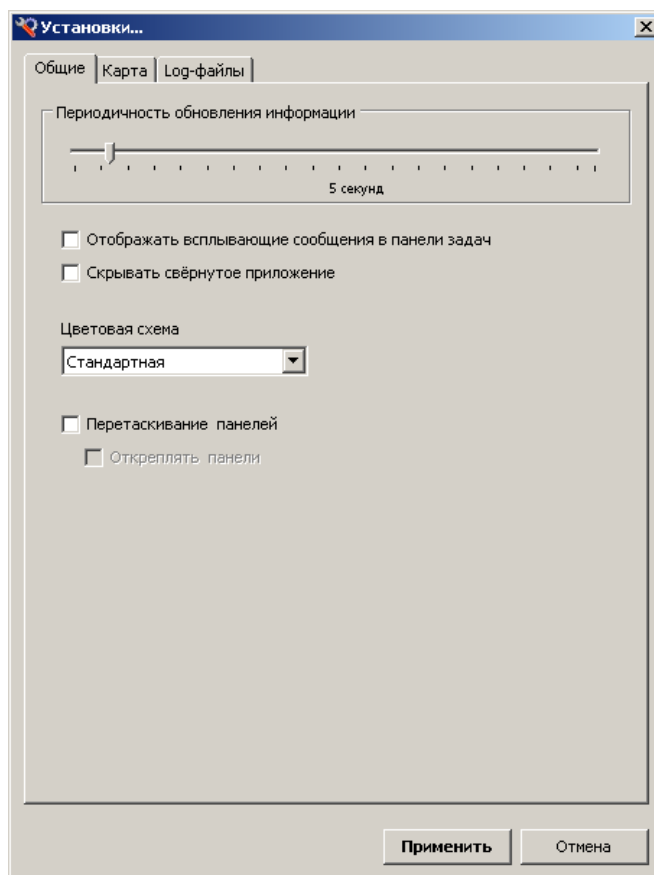 Установки...
Общие Карта Log-файлы
Периодичность обновления информации
5 секунд
Отображать всплывающие сообщения в панели задач
Скрывать свёрнутое приложение
Цветовая схема
Стандартная
Перетаскивание панелей
Откреплять панели
Применить Отмена